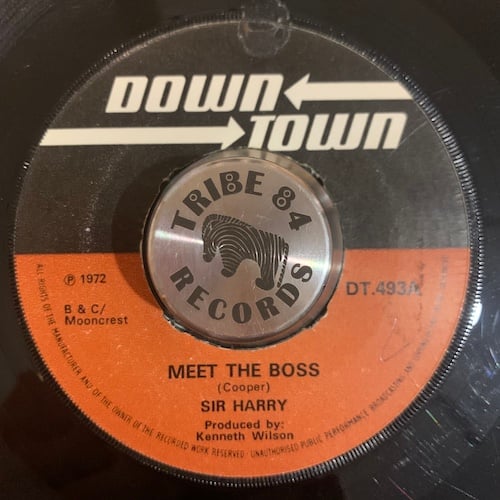 DOWN
TOWN
TRIBE 84
RECORDS
℗ 1972
DT.493A
B & C/
Mooncrest
MEET THE BOSS
(Cooper)
SIR HARRY
Produced by:
Kenneth Wilson
ALL RIGHTS OF THE MANUFACTURER AND OF THE OWNER OF THE RECORDED WORK RESERVED · UNAUTHORISED PUBLIC PERFORMANCE BROADCASTING AND